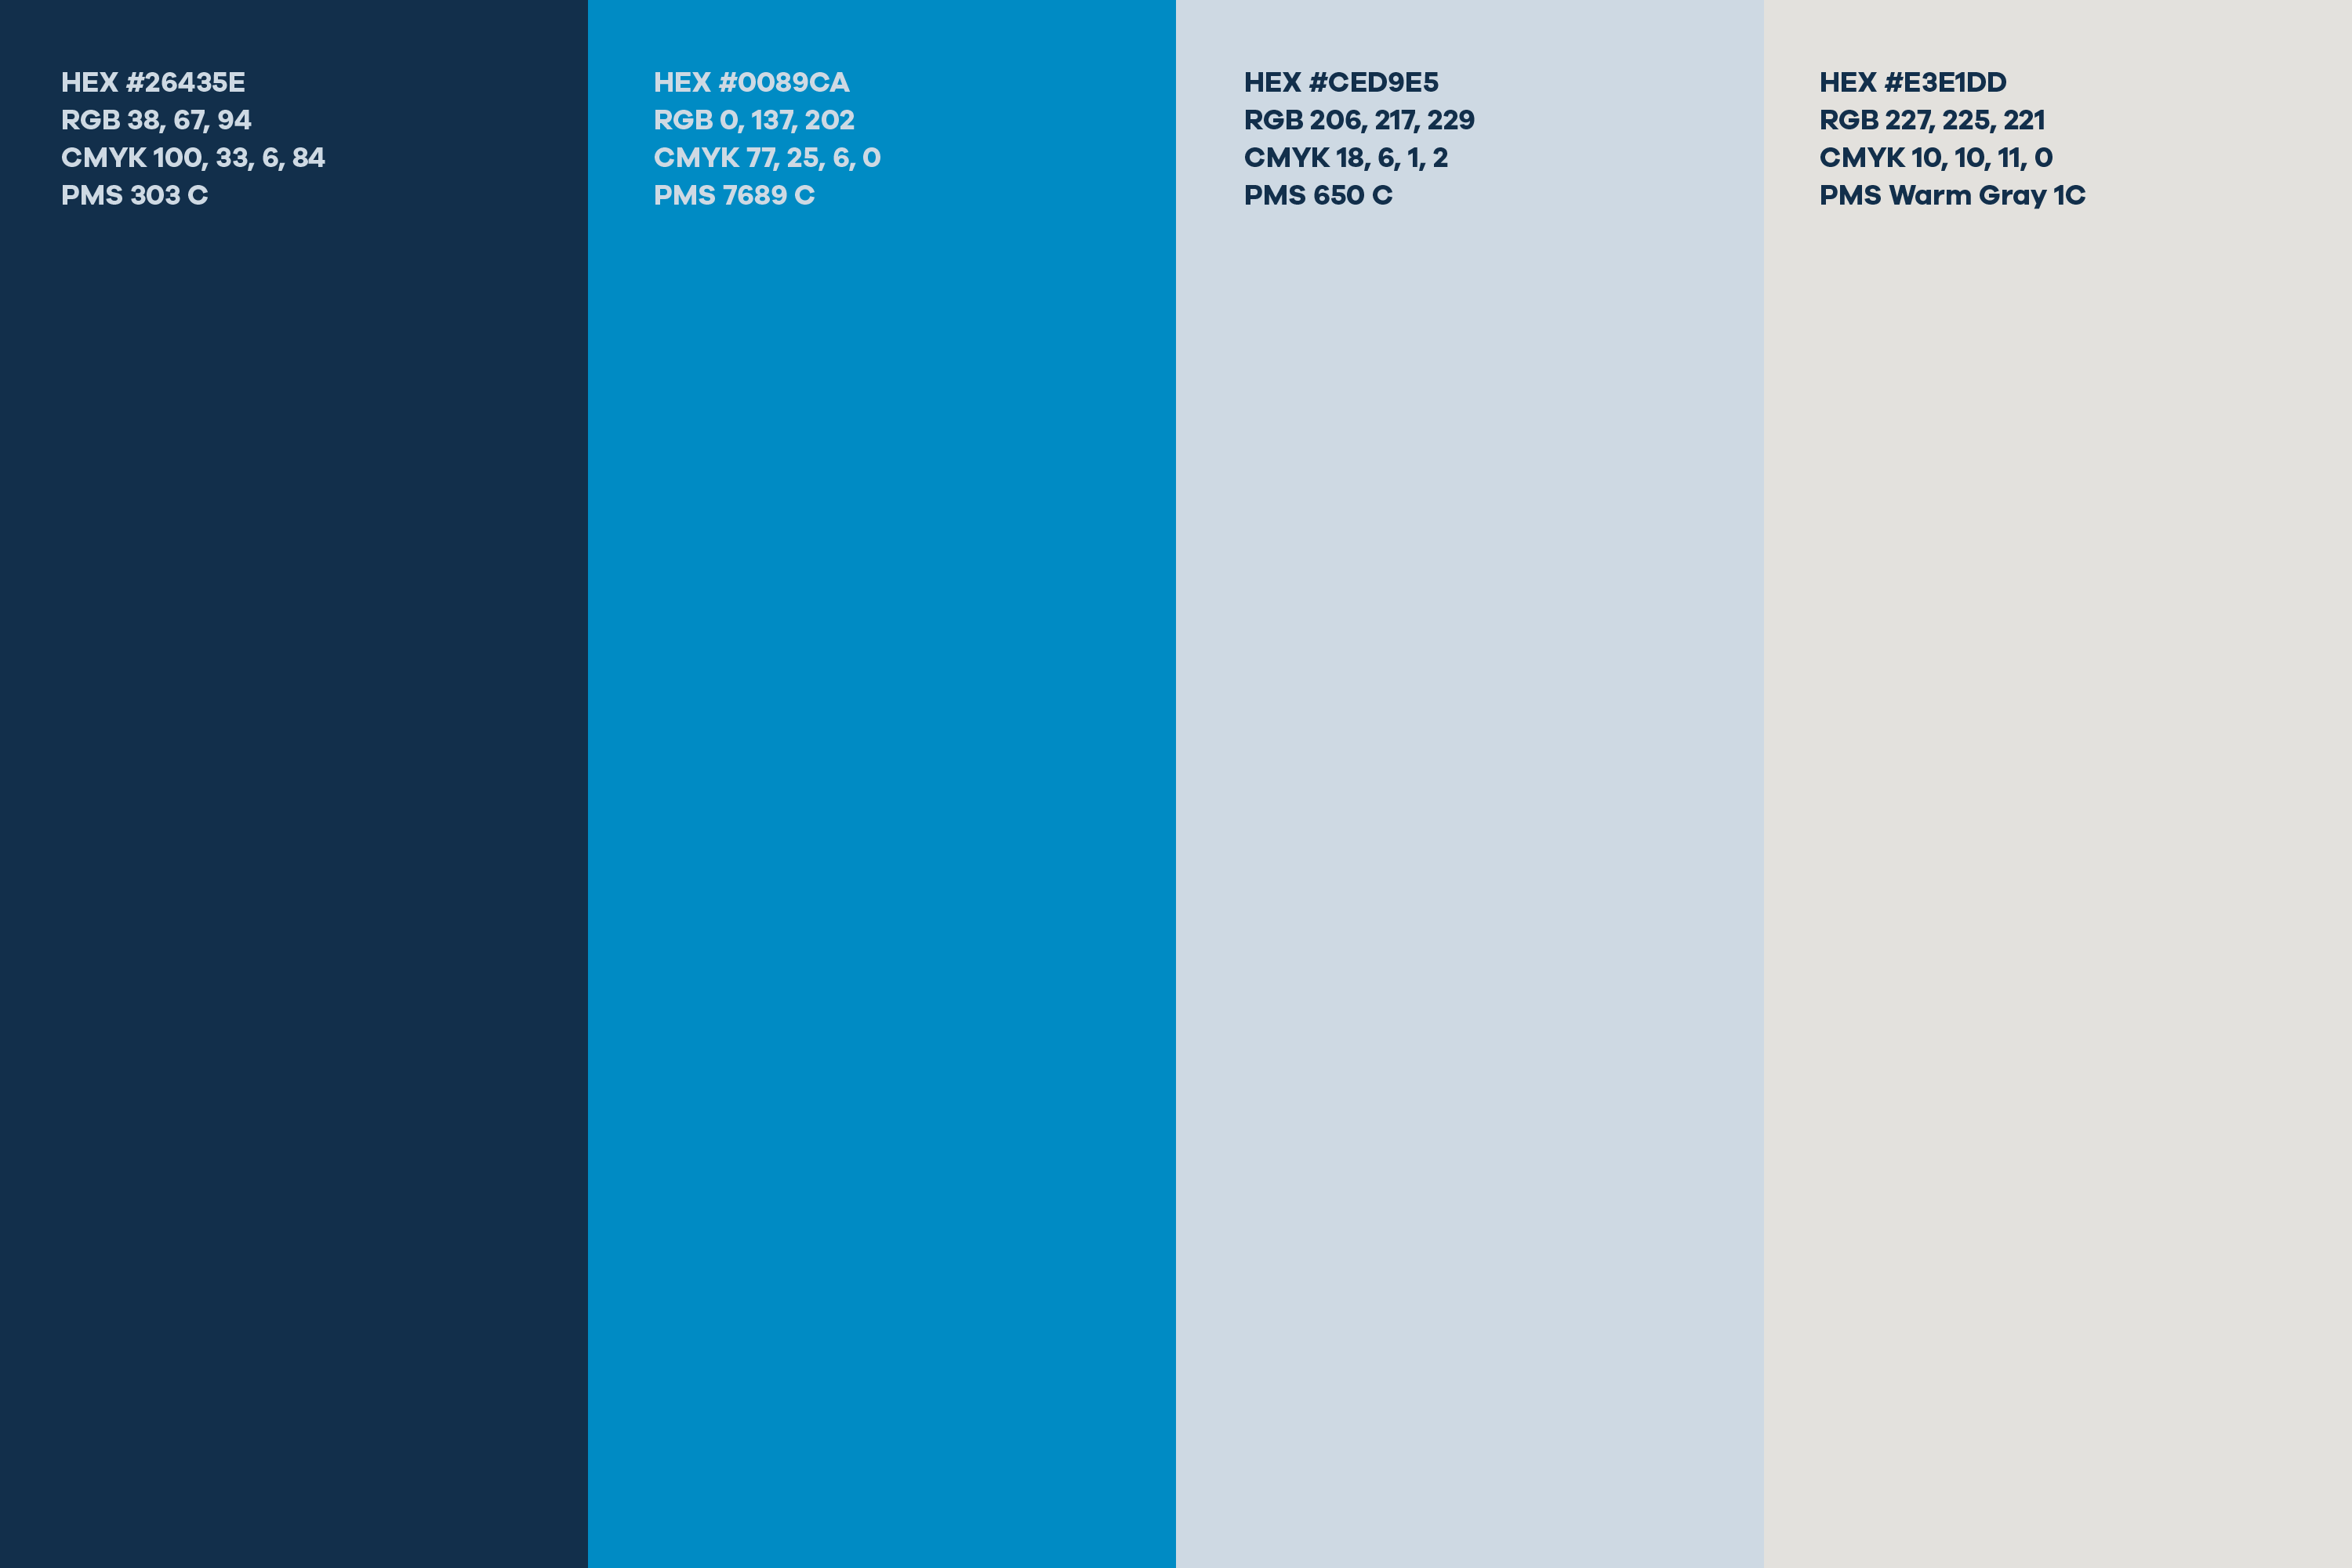 HEX #26435E
RGB 38, 67, 94
CMYK 100, 33, 6, 84
PMS 303 C
HEX #0089CA
RGB 0, 137, 202
CMYK 77, 25, 6, 0
PMS 7689 C
HEX #CED9E5
RGB 206, 217, 229
CMYK 18, 6, 1, 2
PMS 650 C
HEX #E3E1DD
RGB 227, 225, 221
CMYK 10, 10, 11, 0
PMS Warm Gray 1C